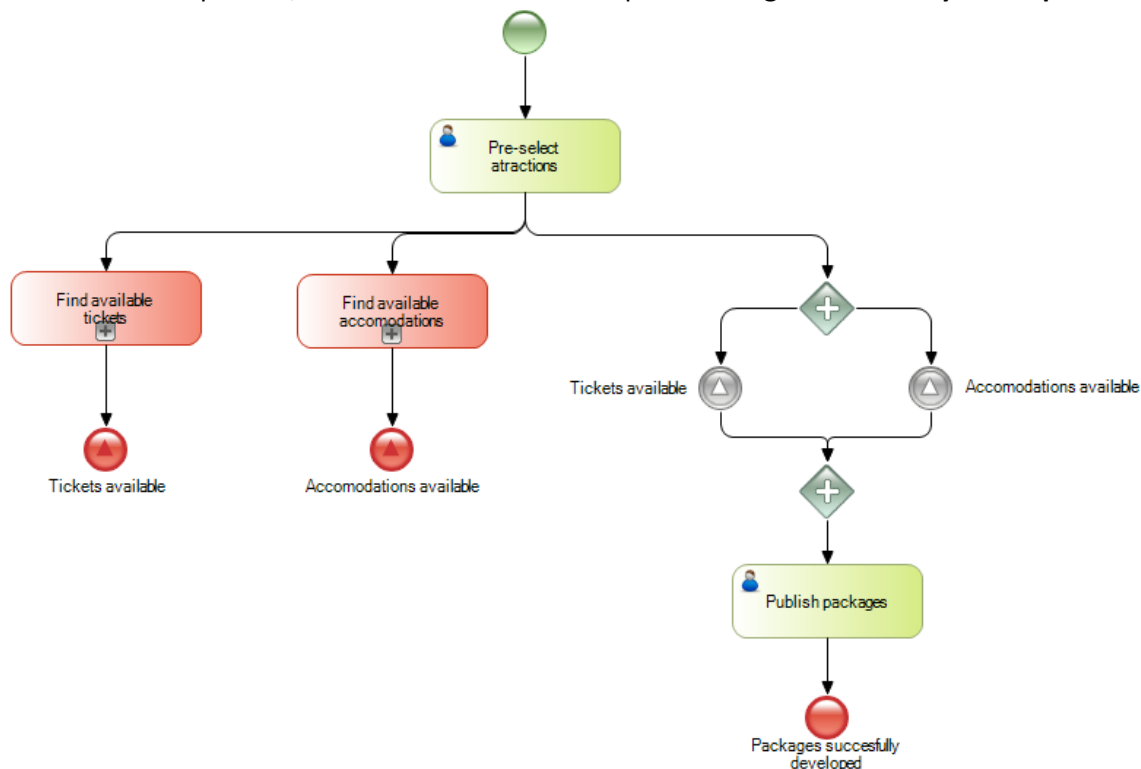 Pre-select
atractions
Find available
tickets
Find available
accomodations
Tickets available
Accomodations available
Tickets available
Accomodations available
Publish packages
Packages succesfully
developed